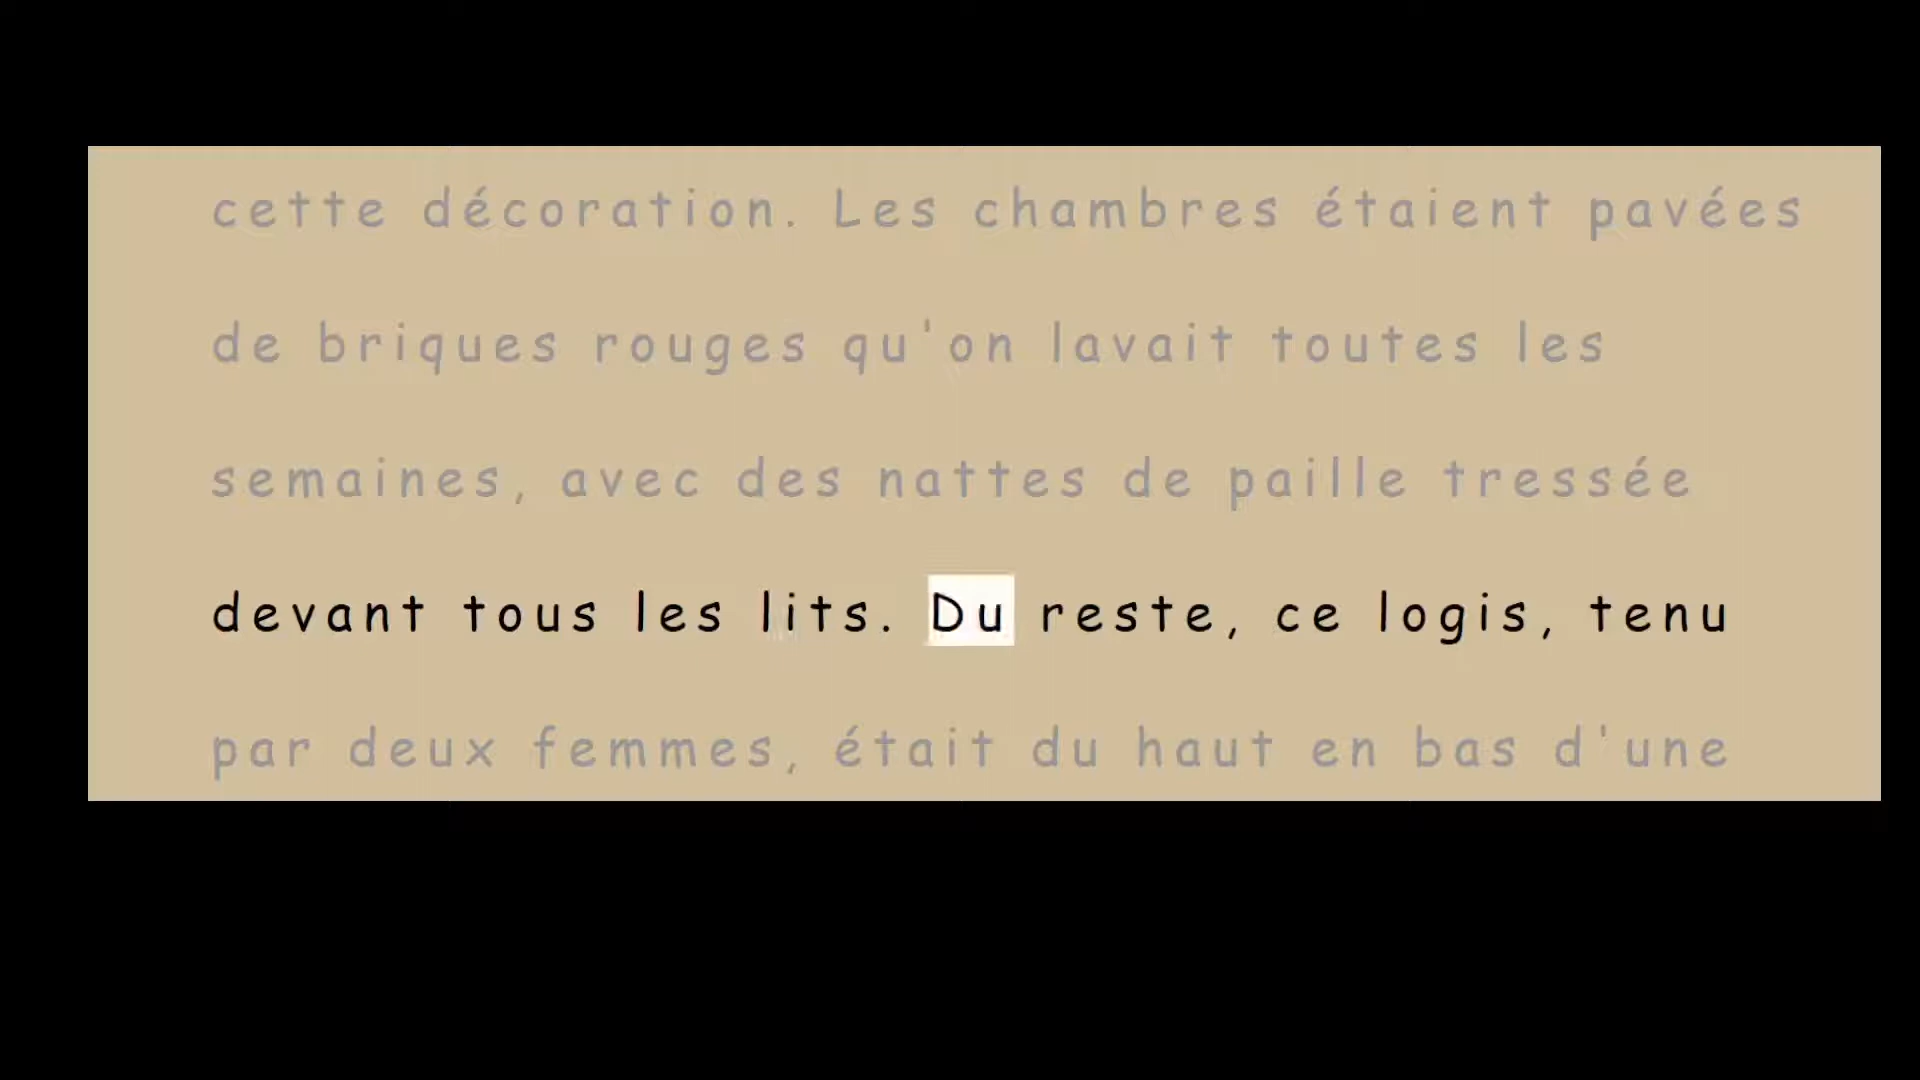 cette décoration. Les chambres étaient pavées
de briques rouges qu'on lavait toutes les
semaines, avec des nattes de paille tressée
devant tous les lits. Du reste, ce logis, tenu
par deux femmes, était du haut en bas d'une